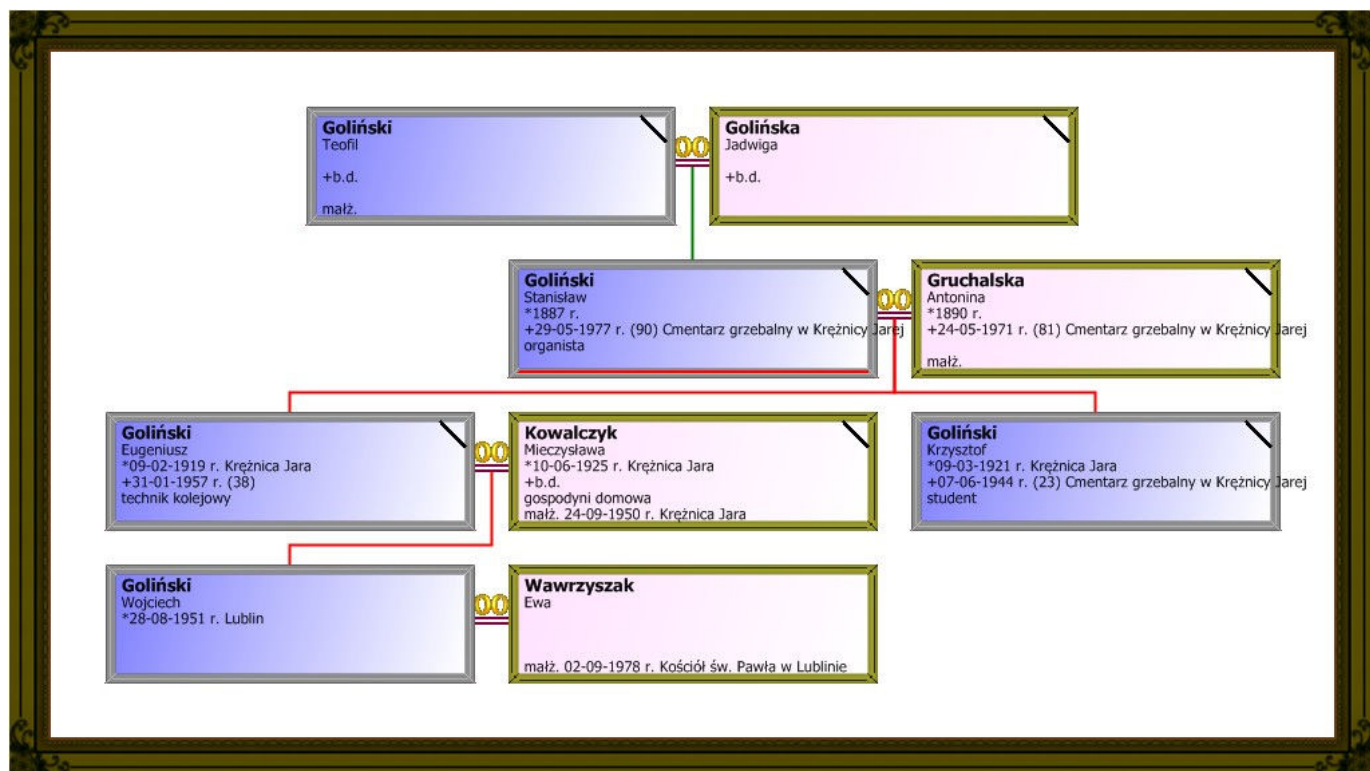 Goliński
Teofil
+b.d.
małż.
Golińska
Jadwiga
+b.d.
Goliński
Stanisław
*1887 r.
+29-05-1977 r. (90) Cmentarz grzebalny w Krężnicy Jarej
organista
Gruchalska
Antonina
*1890 r.
+24-05-1971 r. (81) Cmentarz grzebalny w Krężnicy Jarej
małż.
Goliński
Eugeniusz
*09-02-1919 r. Krężnica Jara
+31-01-1957 r. (38)
technik kolejowy
Kowalczyk
Mieczysława
*10-06-1925 r. Krężnica Jara
+b.d.
gospodyni domowa
małż. 24-09-1950 r. Krężnica Jara
Goliński
Krzysztof
*09-03-1921 r. Krężnica Jara
+07-06-1944 r. (23) Cmentarz grzebalny w Krężnicy Jarej
student
Goliński
Wojciech
*28-08-1951 r. Lublin
Wawrzyszak
Ewa
małż. 02-09-1978 r. Kościół św. Pawła w Lublinie